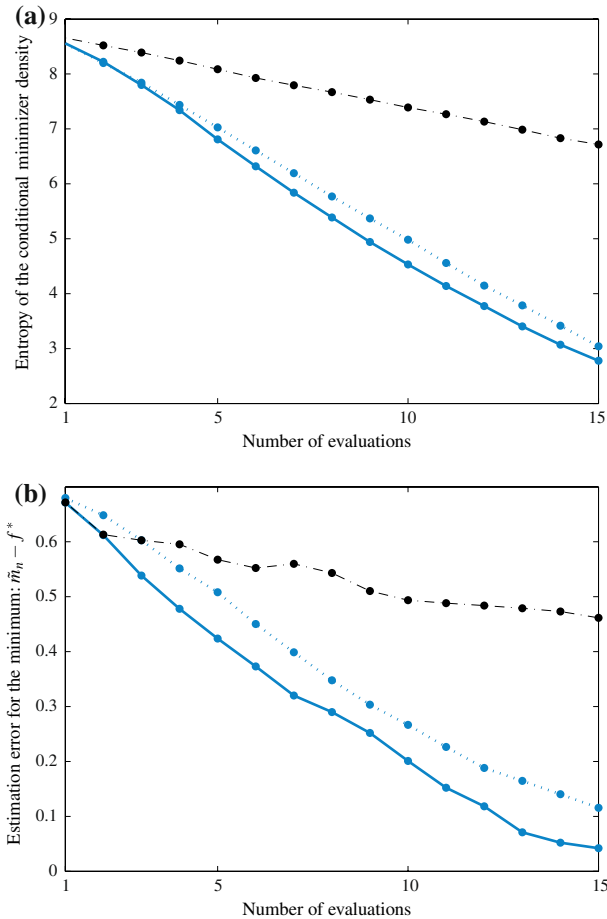 (a)
9
8
7
6
5
4
3
2
Entropy of the conditional minimizer density
1 5 10 15
Number of evaluations
(b)
0.6
0.5
0.4
0.3
0.2
0.1
0
Estimation error for the minimum: m̃n − f*
1 5 10 15
Number of evaluations